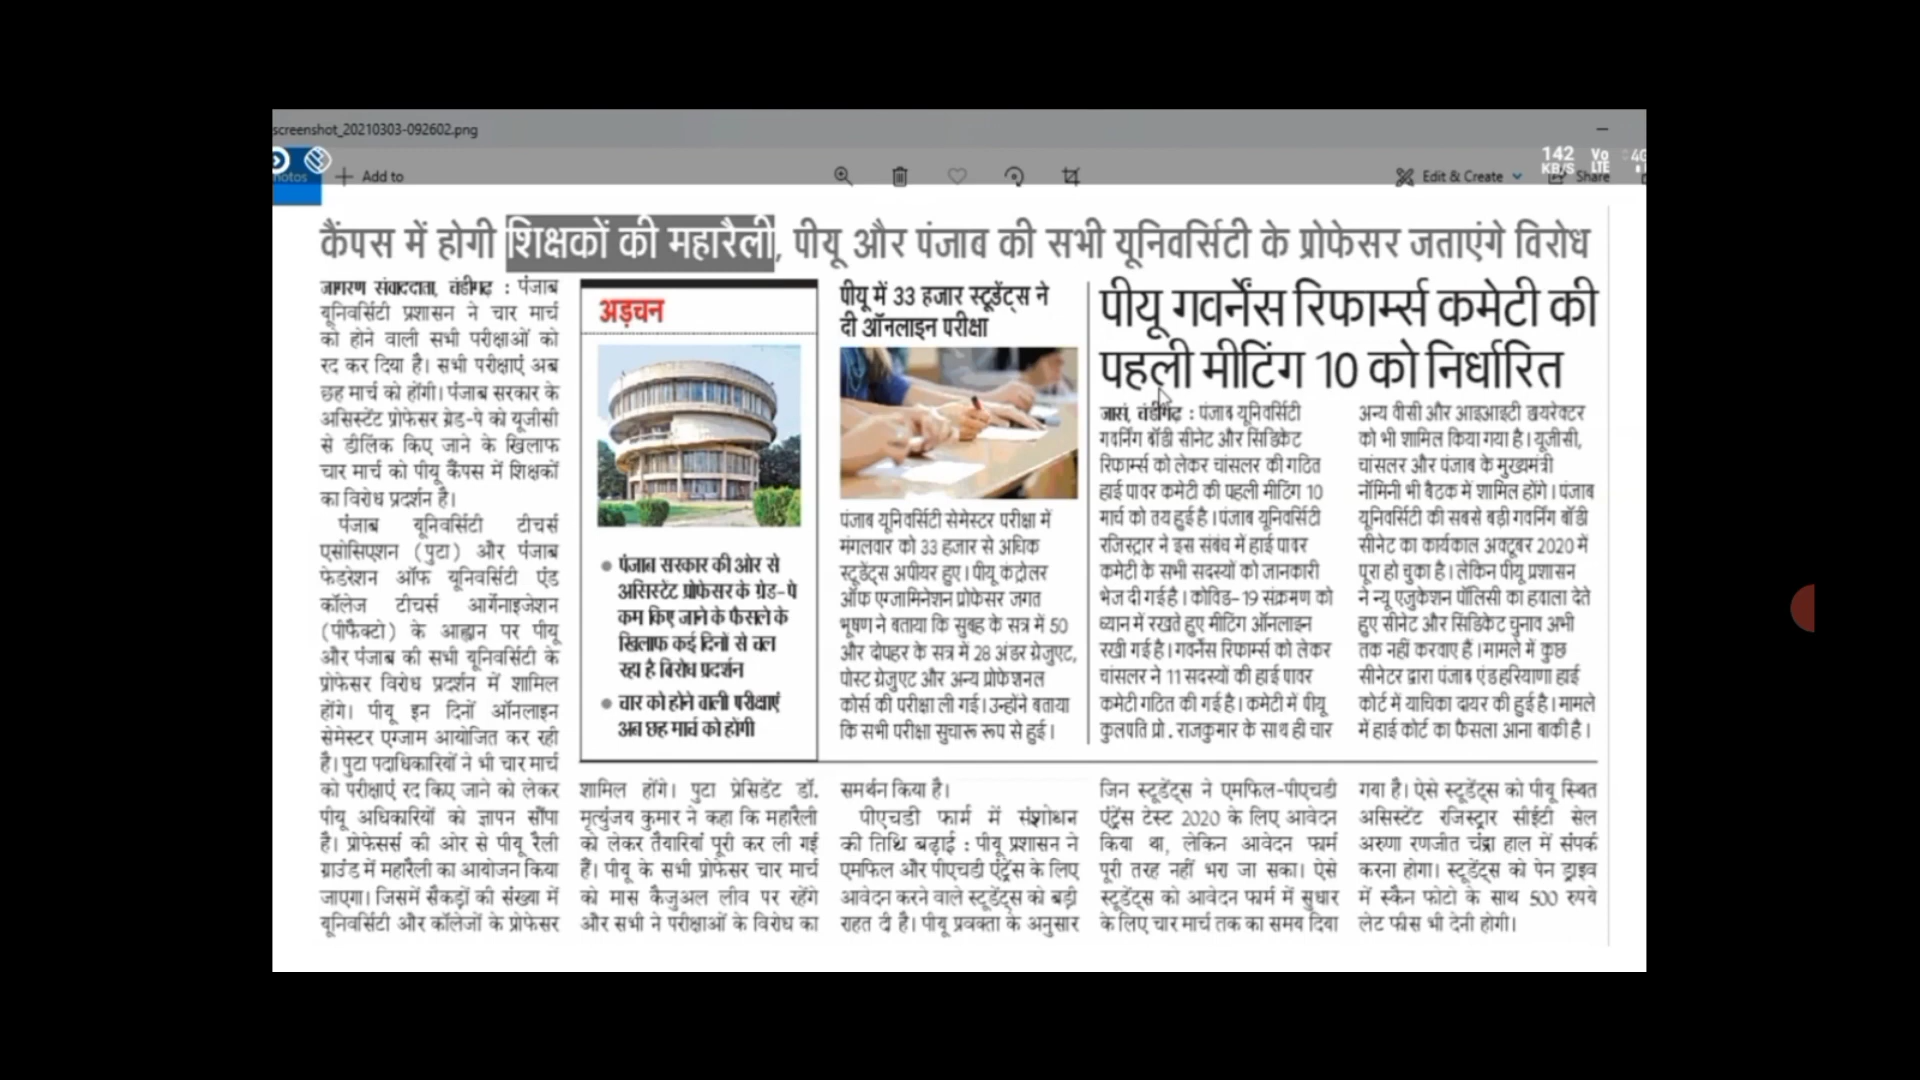 screenshot_20210303-092602.png
142 KB/S Vo LTE 4G
Add to
Edit & Create
Share
कैंपस में होगी शिक्षकों की महारैली, पीयू और पंजाब की सभी यूनिवर्सिटी के प्रोफेसर जताएंगे विरोध
जागरण संवाददाता, चंडीगढ़ : पंजाब
यूनिवर्सिटी प्रशासन ने चार मार्च
को होने वाली सभी परीक्षाओं को
रद कर दिया है। सभी परीक्षाएं अब
छह मार्च को होंगी। पंजाब सरकार के
असिस्टेंट प्रोफेसर ग्रेड-पे को यूजीसी
से डीलिंक किए जाने के खिलाफ
चार मार्च को पीयू कैंपस में शिक्षकों
का विरोध प्रदर्शन है।
पंजाब यूनिवर्सिटी टीचर्स
एसोसिएशन (पुटा) और पंजाब
फेडरेशन ऑफ यूनिवर्सिटी एंड
कॉलेज टीचर्स आर्गेनाइजेशन
(पीफैक्टो) के आह्वान पर पीयू
और पंजाब की सभी यूनिवर्सिटी के
प्रोफेसर विरोध प्रदर्शन में शामिल
होंगे। पीयू इन दिनों ऑनलाइन
सेमेस्टर एग्जाम आयोजित कर रही
है। पुटा पदाधिकारियों ने भी चार मार्च
को परीक्षाएं रद किए जाने को लेकर
पीयू अधिकारियों को ज्ञापन सौंपा
है। प्रोफेसर्स की ओर से पीयू रैली
ग्राउंड में महारैली का आयोजन किया
जाएगा। जिसमें सैकड़ों की संख्या में
यूनिवर्सिटी और कॉलेजों के प्रोफेसर
अड़चन
पंजाब सरकार की ओर से
असिस्टेंट प्रोफेसर के ग्रेड-पे
कम किए जाने के फैसले के
खिलाफ कई दिनों से चल
रहा है विरोध प्रदर्शन
चार को होने वाली परीक्षाएं
अब छह मार्च को होंगी
शामिल होंगे। पुटा प्रेसिडेंट डॉ.
मृत्युंजय कुमार ने कहा कि महारैली
को लेकर तैयारियां पूरी कर ली गई
हैं। पीयू के सभी प्रोफेसर चार मार्च
को मास कैजुअल लीव पर रहेंगे
और सभी ने परीक्षाओं के विरोध का
पीयू में 33 हजार स्टूडेंट्स ने
दी ऑनलाइन परीक्षा
पंजाब यूनिवर्सिटी सेमेस्टर परीक्षा में
मंगलवार को 33 हजार से अधिक
स्टूडेंट्स अपीयर हुए। पीयू कंट्रोलर
ऑफ एग्जामिनेशन प्रोफेसर जगत
भूषण ने बताया कि सुबह के सत्र में 50
और दोपहर के सत्र में 28 अंडर ग्रेजुएट,
पोस्ट ग्रेजुएट और अन्य प्रोफेशनल
कोर्स की परीक्षा ली गई। उन्होंने बताया
कि सभी परीक्षा सुचारू रूप से हुई।
समर्थन किया है।
पीएचडी फार्म में संशोधन
की तिथि बढ़ाई : पीयू प्रशासन ने
एमफिल और पीएचडी एंट्रेंस के लिए
आवेदन करने वाले स्टूडेंट्स को बड़ी
राहत दी है। पीयू प्रवक्ता के अनुसार
पीयू गवर्नेंस रिफार्म्स कमेटी की
पहली मीटिंग 10 को निर्धारित
जासं, चंडीगढ़ : पंजाब यूनिवर्सिटी
गवर्निंग बॉडी सीनेट और सिंडिकेट
रिफार्म्स को लेकर चांसलर की गठित
हाई पावर कमेटी की पहली मीटिंग 10
मार्च को तय हुई है। पंजाब यूनिवर्सिटी
रजिस्ट्रार ने इस संबंध में हाई पावर
कमेटी के सभी सदस्यों को जानकारी
भेज दी गई है। कोविड-19 संक्रमण को
ध्यान में रखते हुए मीटिंग ऑनलाइन
रखी गई है। गवर्नेंस रिफार्म्स को लेकर
चांसलर ने 11 सदस्यों की हाई पावर
कमेटी गठित की गई है। कमेटी में पीयू
कुलपति प्रो. राजकुमार के साथ ही चार
अन्य वीसी और आइआइटी डायरेक्टर
को भी शामिल किया गया है। यूजीसी,
चांसलर और पंजाब के मुख्यमंत्री
नॉमिनी भी बैठक में शामिल होंगे। पंजाब
यूनिवर्सिटी की सबसे बड़ी गवर्निंग बॉडी
सीनेट का कार्यकाल अक्टूबर 2020 में
पूरा हो चुका है। लेकिन पीयू प्रशासन
ने न्यू एजुकेशन पॉलिसी का हवाला देते
हुए सीनेट और सिंडिकेट चुनाव अभी
तक नहीं करवाए हैं। मामले में कुछ
सीनेटर द्वारा पंजाब एंड हरियाणा हाई
कोर्ट में याचिका दायर की हुई है। मामले
में हाई कोर्ट का फैसला आना बाकी है।
जिन स्टूडेंट्स ने एमफिल-पीएचडी
एंट्रेंस टेस्ट 2020 के लिए आवेदन
किया था, लेकिन आवेदन फार्म
पूरी तरह नहीं भरा जा सका। ऐसे
स्टूडेंट्स को आवेदन फार्म में सुधार
के लिए चार मार्च तक का समय दिया
गया है। ऐसे स्टूडेंट्स को पीयू स्थित
असिस्टेंट रजिस्ट्रार सीईटी सेल
अरुणा रणजीत चंद्रा हाल में संपर्क
करना होगा। स्टूडेंट्स को पेन ड्राइव
में स्कैन फोटो के साथ 500 रुपये
लेट फीस भी देनी होगी।